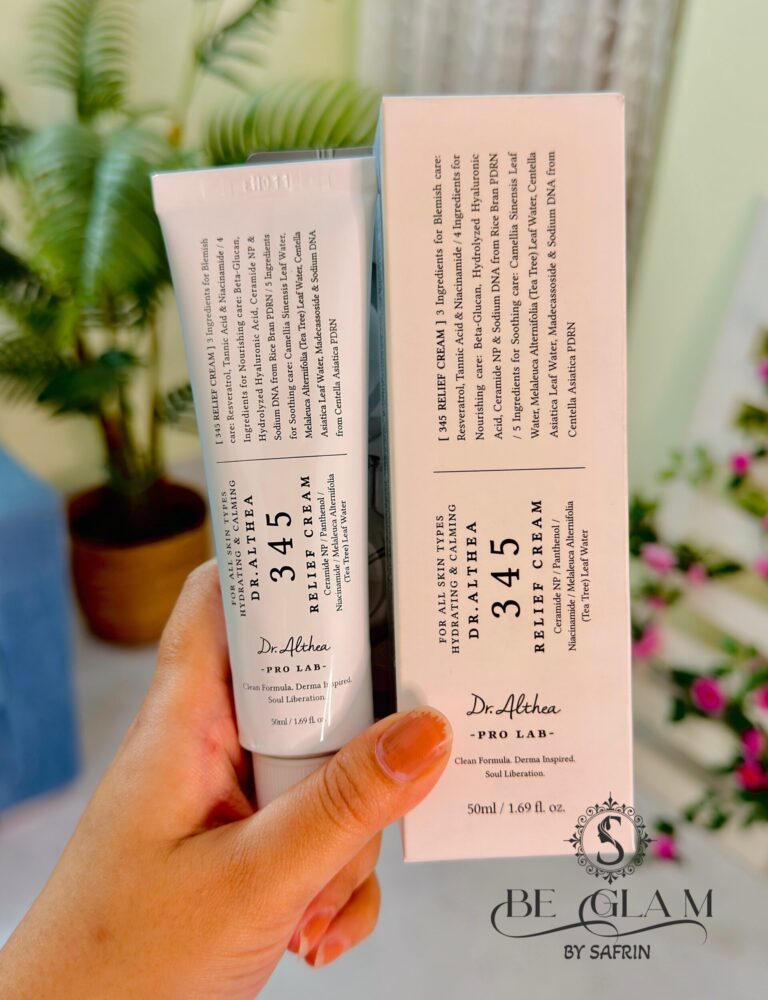 [ 345 RELIEF CREAM ] 3 Ingredients for Blemish
care: Resveratrol, Tannic Acid & Niacinamide / 4
Ingredients for Nourishing care: Beta-Glucan,
Hydrolyzed Hyaluronic Acid, Ceramide NP &
Sodium DNA from Rice Bran PDRN / 5 Ingredients
for Soothing care: Camellia Sinensis Leaf Water,
Melaleuca Alternifolia (Tea Tree) Leaf Water, Centella
Asiatica Leaf Water, Madecassoside & Sodium DNA
from Centella Asiatica PDRN
FOR ALL SKIN TYPES
HYDRATING & CALMING
DR.ALTHEA
345
RELIEF CREAM
Ceramide NP / Panthenol /
Niacinamide / Melaleuca Alternifolia
(Tea Tree) Leaf Water
Dr.Althea
-PRO LAB-
Clean Formula. Derma Inspired.
Soul Liberation.
50ml / 1.69 fl. oz.
[ 345 RELIEF CREAM ] 3 Ingredients for Blemish care:
Resveratrol, Tannic Acid & Niacinamide / 4 Ingredients for
Nourishing care: Beta-Glucan, Hydrolyzed Hyaluronic
Acid, Ceramide NP & Sodium DNA from Rice Bran PDRN
/ 5 Ingredients for Soothing care: Camellia Sinensis Leaf
Water, Melaleuca Alternifolia (Tea Tree) Leaf Water, Centella
Asiatica Leaf Water, Madecassoside & Sodium DNA from
Centella Asiatica PDRN
FOR ALL SKIN TYPES
HYDRATING & CALMING
DR.ALTHEA
345
RELIEF CREAM
Ceramide NP / Panthenol /
Niacinamide / Melaleuca Alternifolia
(Tea Tree) Leaf Water
Dr.Althea
-PRO LAB-
Clean Formula. Derma Inspired.
Soul Liberation.
50ml / 1.69 fl. oz.
S
BE GLAM
BY SAFRIN